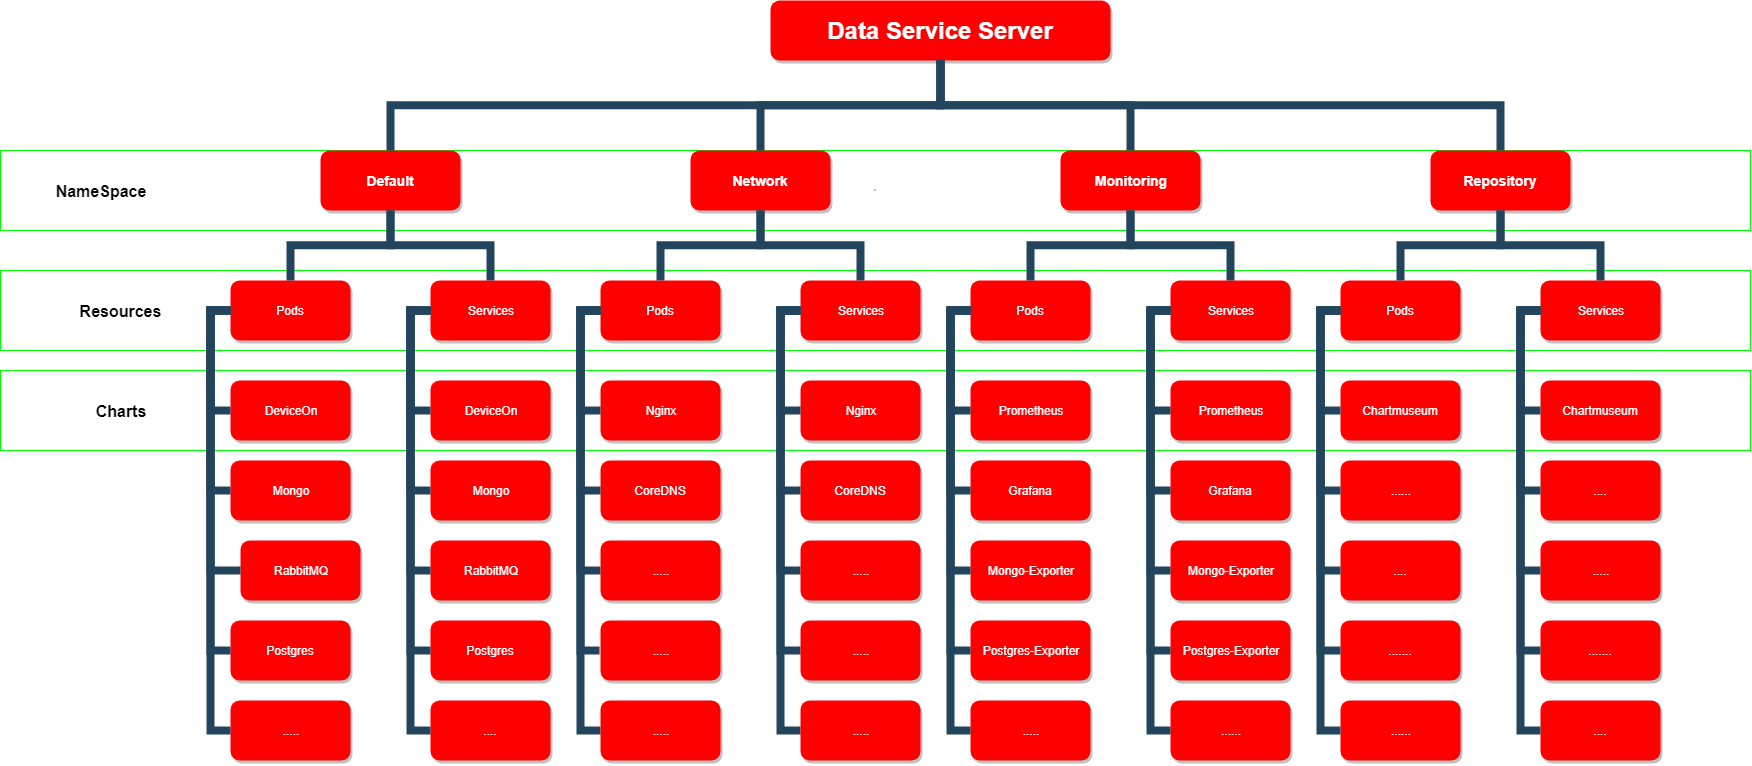 Data Service Server
NameSpace
Default
Network
Monitoring
Repository
Resources
Pods
Services
Pods
Services
Pods
Services
Pods
Services
Charts
DeviceOn
DeviceOn
Nginx
Nginx
Prometheus
Prometheus
Chartmuseum
Chartmuseum
Mongo
Mongo
CoreDNS
CoreDNS
Grafana
Grafana
......
....
RabbitMQ
RabbitMQ
.....
.....
Mongo-Exporter
Mongo-Exporter
....
.....
Postgres
Postgres
.....
.....
Postgres-Exporter
Postgres-Exporter
.......
.......
.....
....
.....
.....
.....
......
......
....